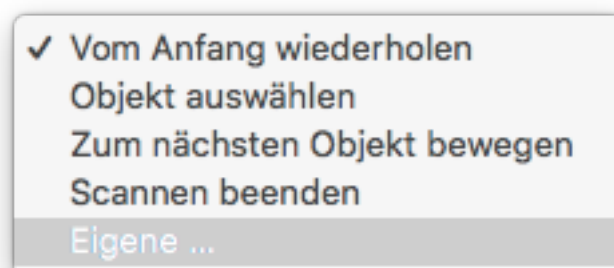 ✓ Vom Anfang wiederholen
Objekt auswählen
Zum nächsten Objekt bewegen
Scannen beenden
Eigene ...